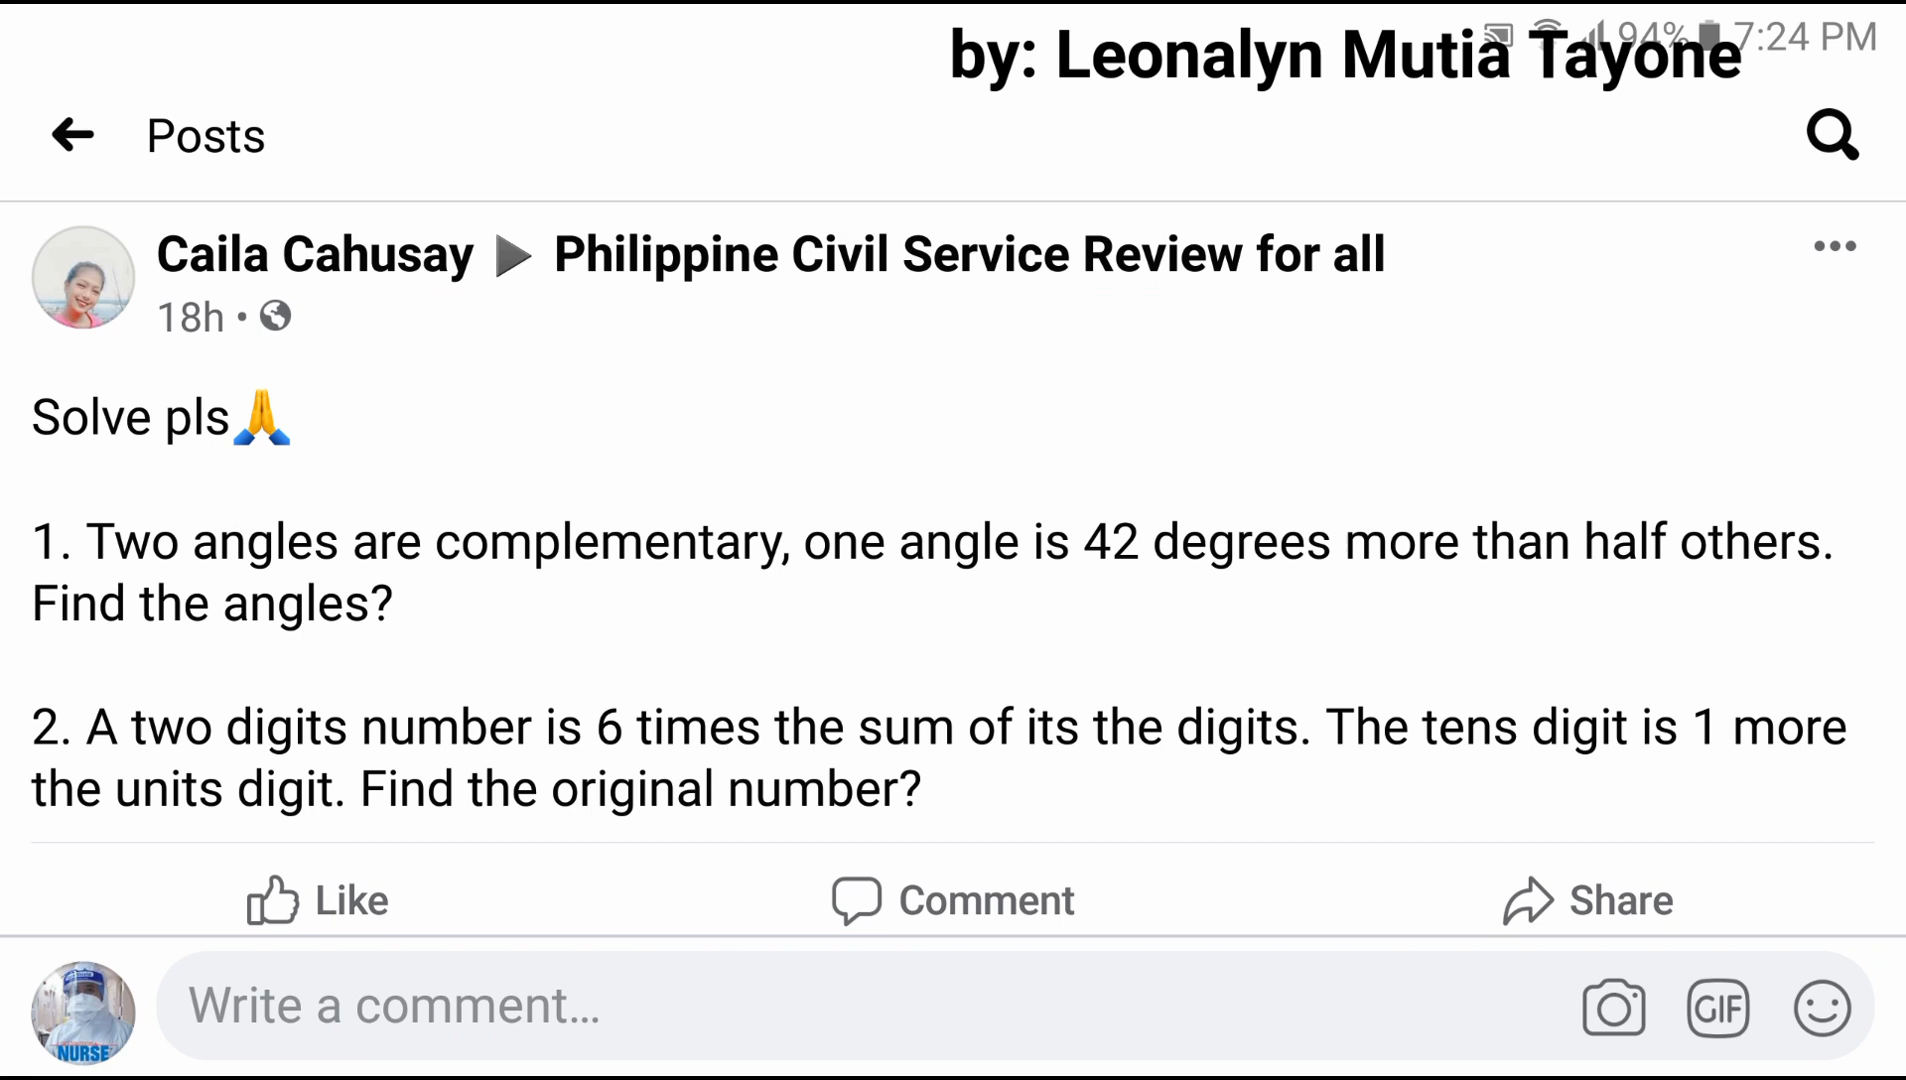 94% 7:24 PM
by: Leonalyn Mutia Tayone
Posts
Caila Cahusay ▶ Philippine Civil Service Review for all
18h •
Solve pls🙏
1. Two angles are complementary, one angle is 42 degrees more than half others.
Find the angles?
2. A two digits number is 6 times the sum of its the digits. The tens digit is 1 more
the units digit. Find the original number?
Like Comment Share
NURSE
Write a comment...
GIF